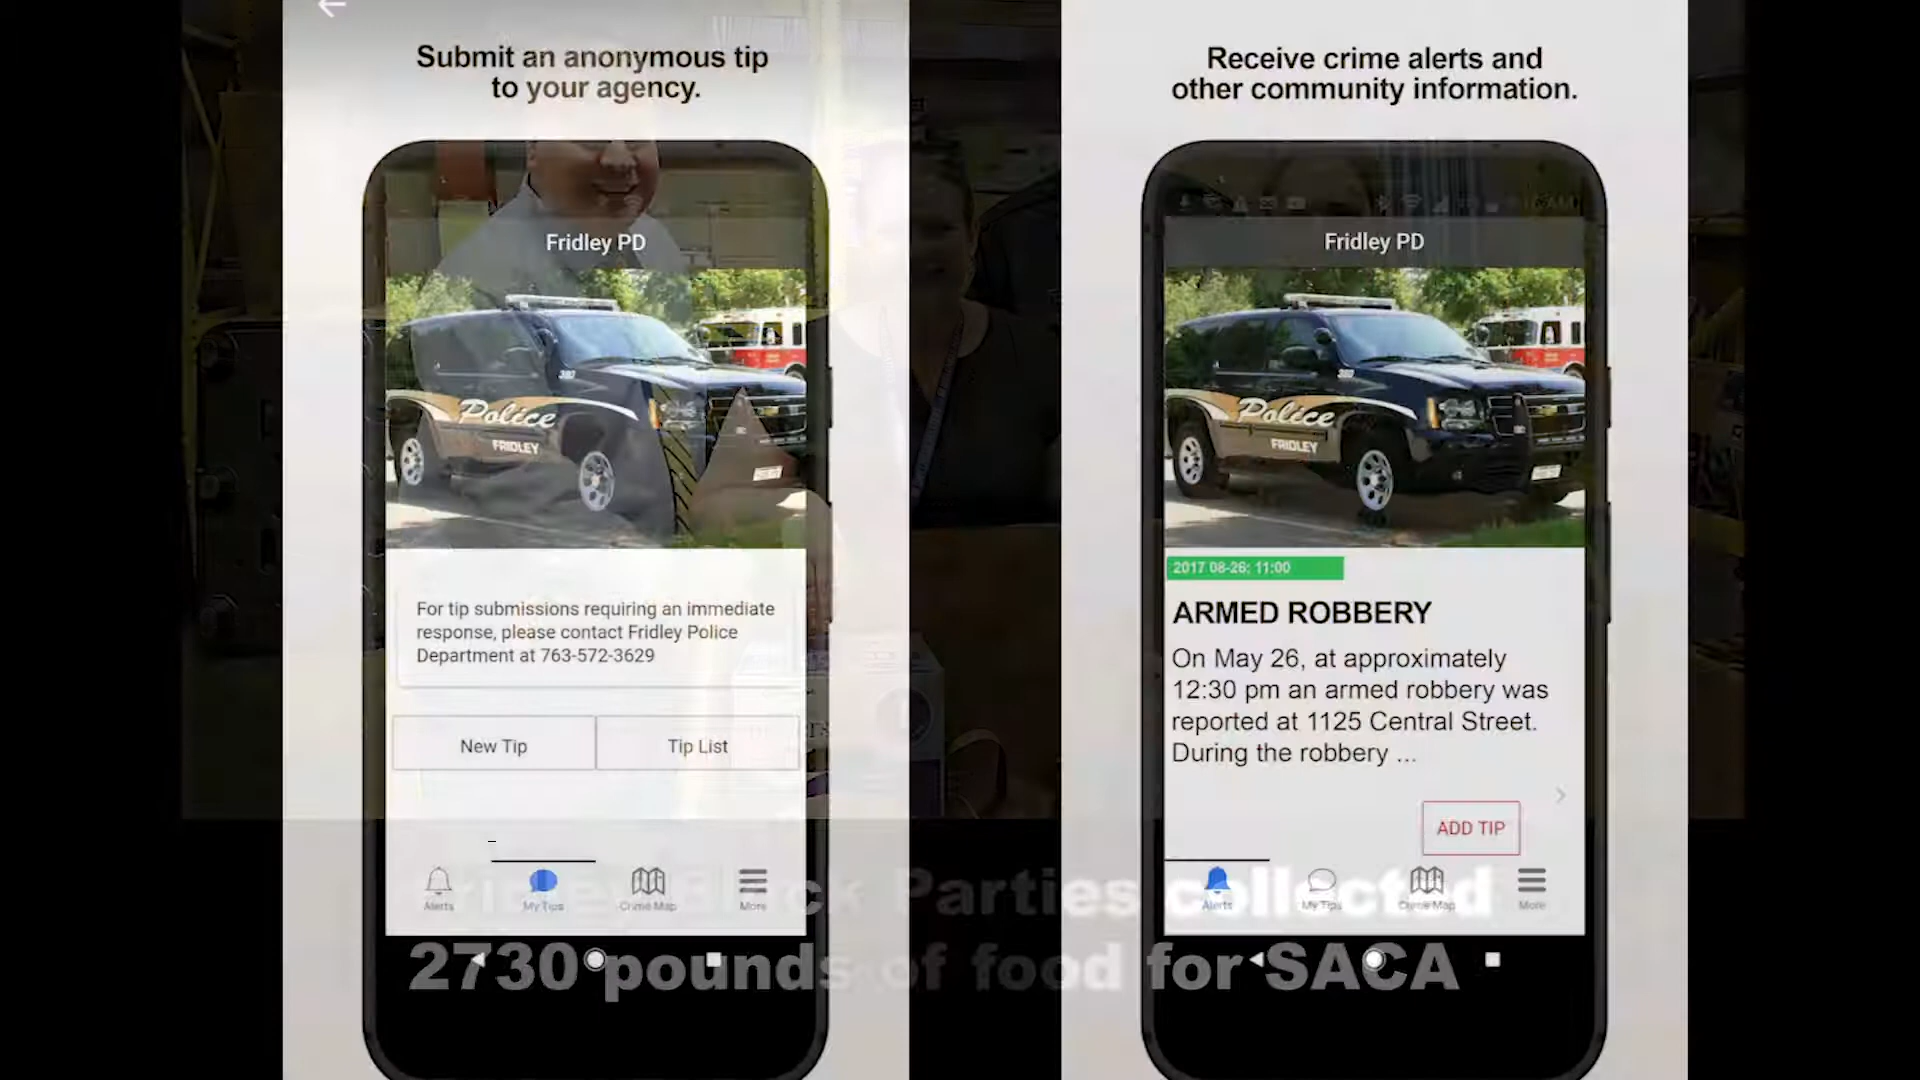 Submit an anonymous tip
to your agency.
Fridley PD
Police
FRIDLEY
For tip submissions requiring an immediate
response, please contact Fridley Police
Department at 763-572-3629
New Tip
Tip List
Alerts
My Tips
Crime Map
More
Receive crime alerts and
other community information.
Fridley PD
Police
FRIDLEY
2017 08-26; 11:00
ARMED ROBBERY
On May 26, at approximately
12:30 pm an armed robbery was
reported at 1125 Central Street.
During the robbery ...
ADD TIP
Alerts
My Tips
Crime Map
More
Fridley Block Parties collected
2730 pounds of food for SACA